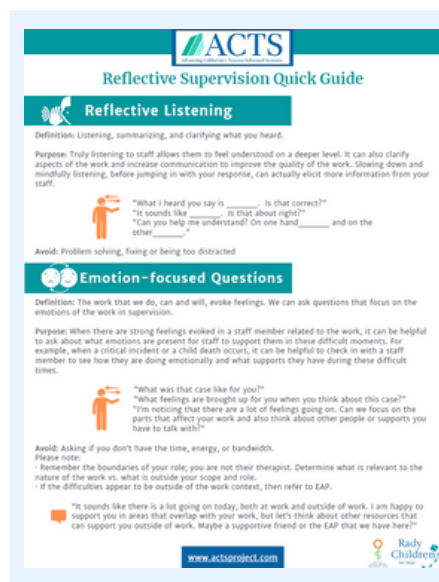 ACTS
Advancing California's Trauma-Informed Systems
Reflective Supervision Quick Guide
Reflective Listening
Definition: Listening, summarizing, and clarifying what you heard.
Purpose: Truly listening to staff allows them to feel understood on a deeper level. It can also clarify
aspects of the work and increase communication to improve the quality of the work. Slowing down and
mindfully listening, before jumping in with your response, can actually elicit more information from your
staff.
"What I heard you say is _______. Is that correct?"
"It sounds like _______. Is that about right?"
"Can you help me understand? On one hand_______ and on the
other_______."
Avoid: Problem solving, fixing or being too distracted
Emotion-focused Questions
Definition: The work that we do, can and will, evoke feelings. We can ask questions that focus on the
emotions of the work in supervision.
Purpose: When there are strong feelings evoked in a staff member related to the work, it can be helpful
to ask about what emotions are present for staff to support them in these difficult moments. For
example, when a critical incident or a child death occurs, it can be helpful to check in with a staff
member to see how they are doing emotionally and what supports they have during these difficult
times.
"What was that case like for you?"
"What feelings are brought up for you when you think about this case?"
"I'm noticing that there are a lot of feelings going on. Can we focus on the
parts that affect your work and also think about other people or supports you
have to talk with?"
Avoid: Asking if you don't have the time, energy, or bandwidth.
Please note:
· Remember the boundaries of your role; you are not their therapist. Determine what is relevant to the
nature of the work vs. what is outside your scope and role.
· If the difficulties appear to be outside of the work context, then refer to EAP.
"It sounds like there is a lot going on today, both at work and outside of work. I am happy to
support you in areas that overlap with your work, but let's think about other resources that
can support you outside of work. Maybe a supportive friend or the EAP that we have here?"
www.actsproject.com
Rady
Children
San Diego